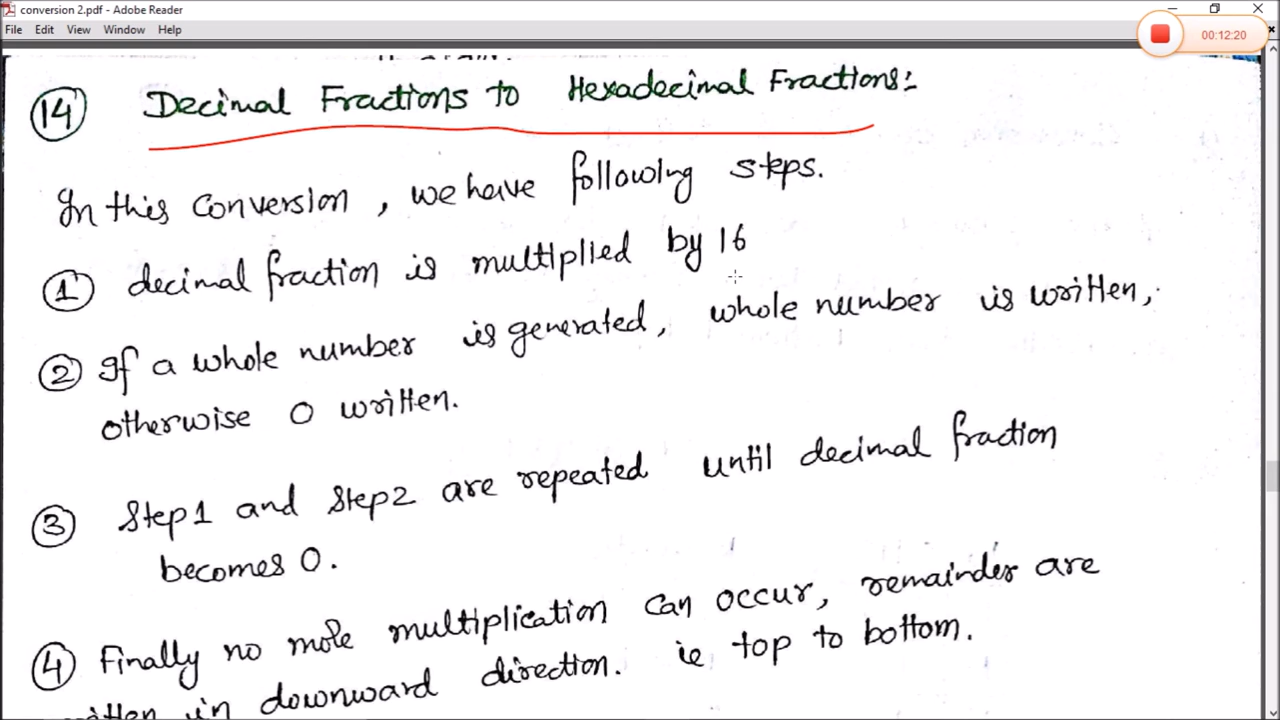 conversion 2.pdf - Adobe Reader
File Edit View Window Help
00:12:20
14 Decimal Fractions to Hexadecimal Fractions:-
In this conversion, we have following steps.
1 decimal fraction is multiplied by 16
2 If a whole number is generated, whole number is written,
otherwise 0 written.
3 Step1 and Step2 are repeated until decimal fraction
becomes 0.
4 Finally no more multiplication can occur, remainder are
written in downward direction. ie top to bottom.